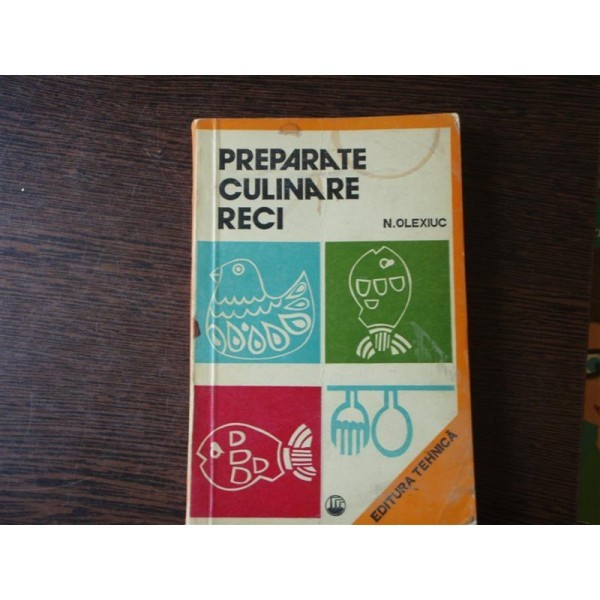 PREPARATE
CULINARE
RECI
N.OLEXIUC
EDITURA TEHNICĂ